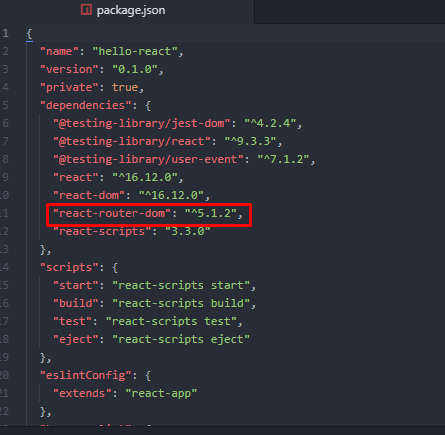 package.json
1 {
2 "name": "hello-react",
3 "version": "0.1.0",
4 "private": true,
5 "dependencies": {
6 "@testing-library/jest-dom": "^4.2.4",
7 "@testing-library/react": "^9.3.3",
8 "@testing-library/user-event": "^7.1.2",
9 "react": "^16.12.0",
10 "react-dom": "^16.12.0",
11 "react-router-dom": "^5.1.2",
12 "react-scripts": "3.3.0"
13 },
14 "scripts": {
15 "start": "react-scripts start",
16 "build": "react-scripts build",
17 "test": "react-scripts test",
18 "eject": "react-scripts eject"
19 },
20 "eslintConfig": {
21 "extends": "react-app"
22 },